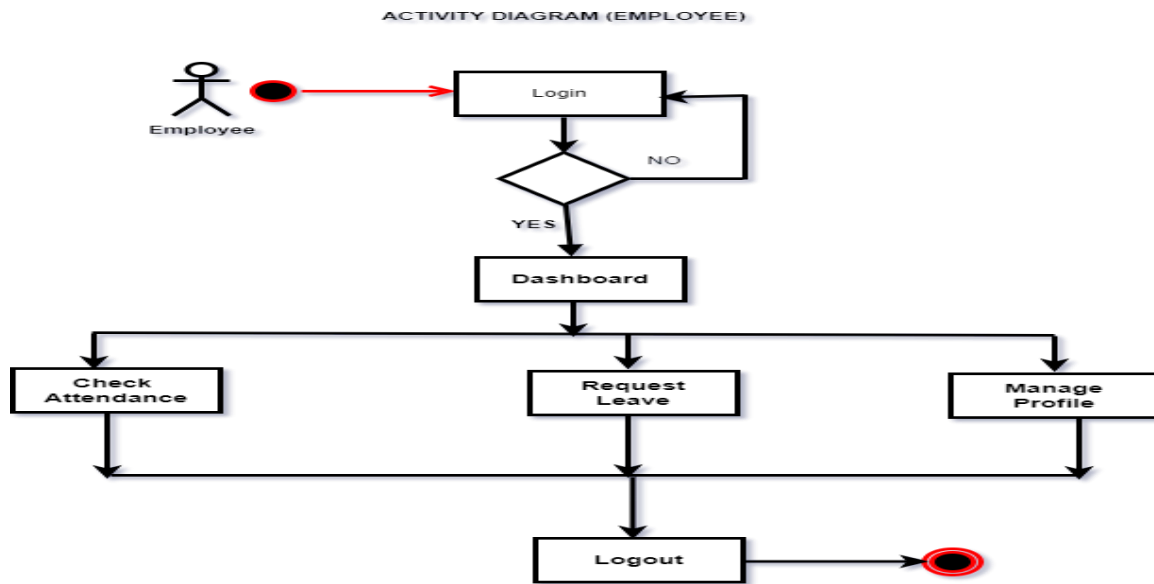 ACTIVITY DIAGRAM (EMPLOYEE)
Login
Employee
NO
YES
Dashboard
Check
Attendance
Request
Leave
Manage
Profile
Logout